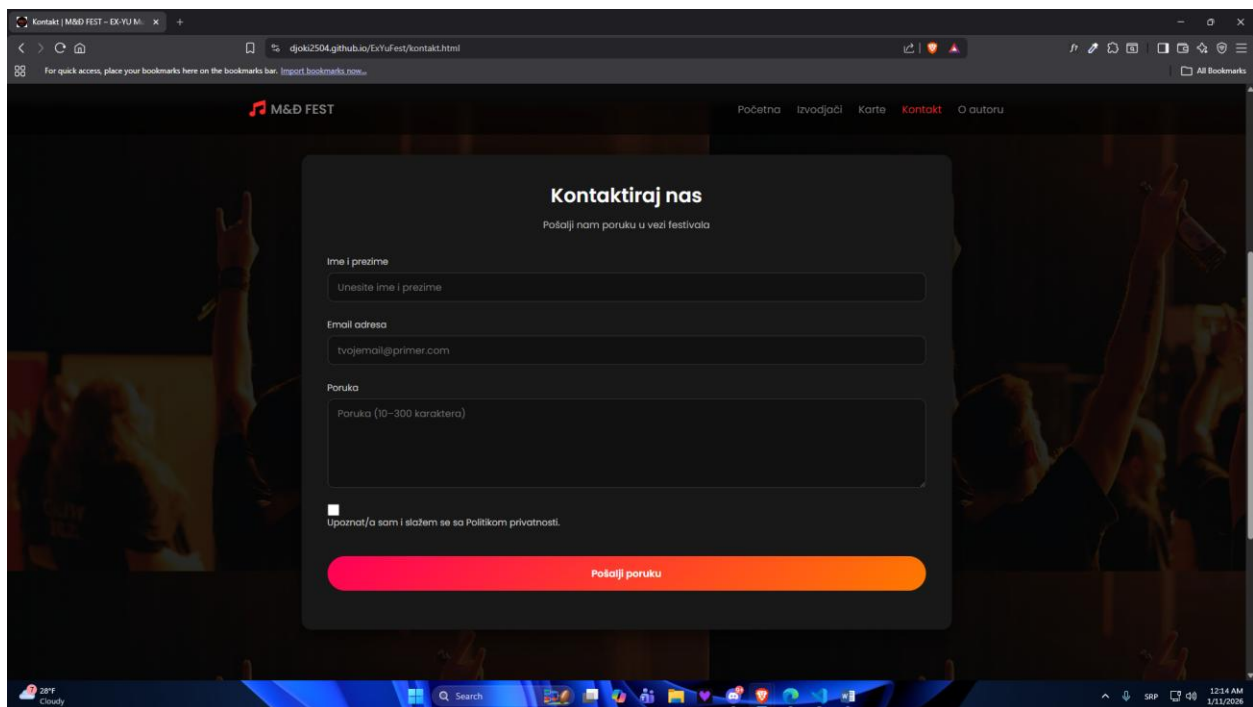 Kontakt | M&Đ FEST – EX-YU Mu
djoki2504.github.io/ExYuFest/kontakt.html
For quick access, place your bookmarks here on the bookmarks bar. Import bookmarks now...
All Bookmarks
M&Đ FEST
Početna Izvodjači Karte Kontakt O autoru
Kontaktiraj nas
Pošalji nam poruku u vezi festivala
Ime i prezime
Unesite ime i prezime
Email adresa
tvojemail@primer.com
Poruka
Poruka (10–300 karaktera)
Upoznat/a sam i slažem se sa Politikom privatnosti.
Pošalji poruku
28°F
Cloudy
Search
SRP
12:14 AM
1/11/2026